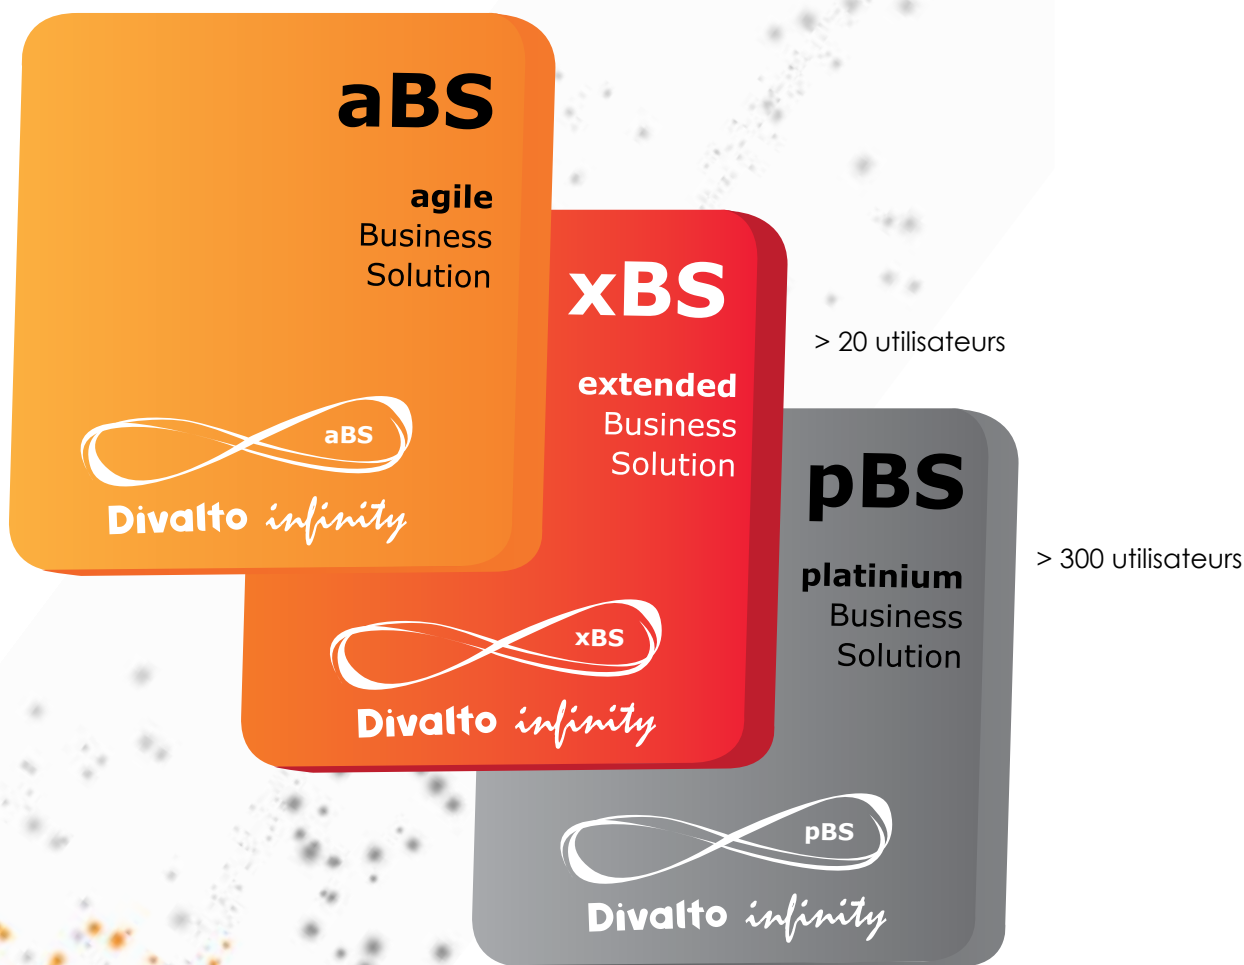 aBS
agile
Business
Solution
aBS
Divalto infinity
xBS
> 20 utilisateurs
extended
Business
Solution
xBS
Divalto infinity
pBS
> 300 utilisateurs
platinium
Business
Solution
pBS
Divalto infinity